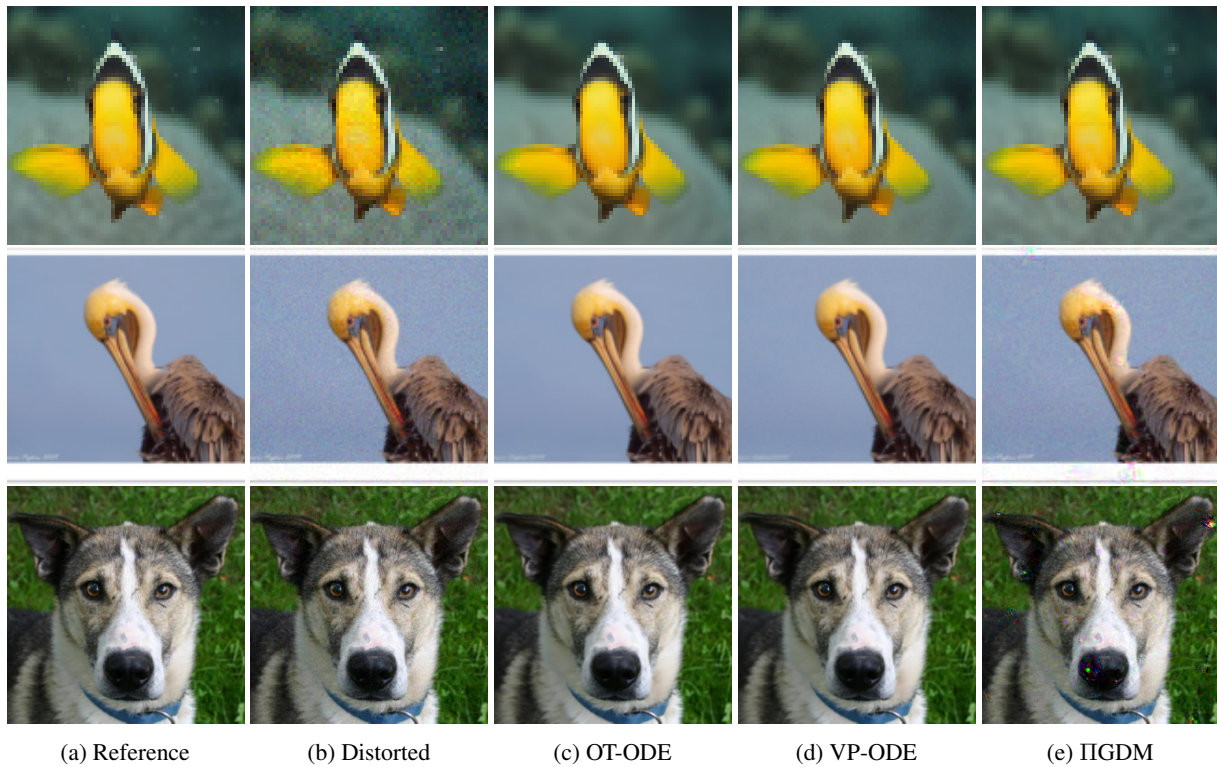 (a) Reference
(b) Distorted
(c) OT-ODE
(d) VP-ODE
(e) ΠGDM